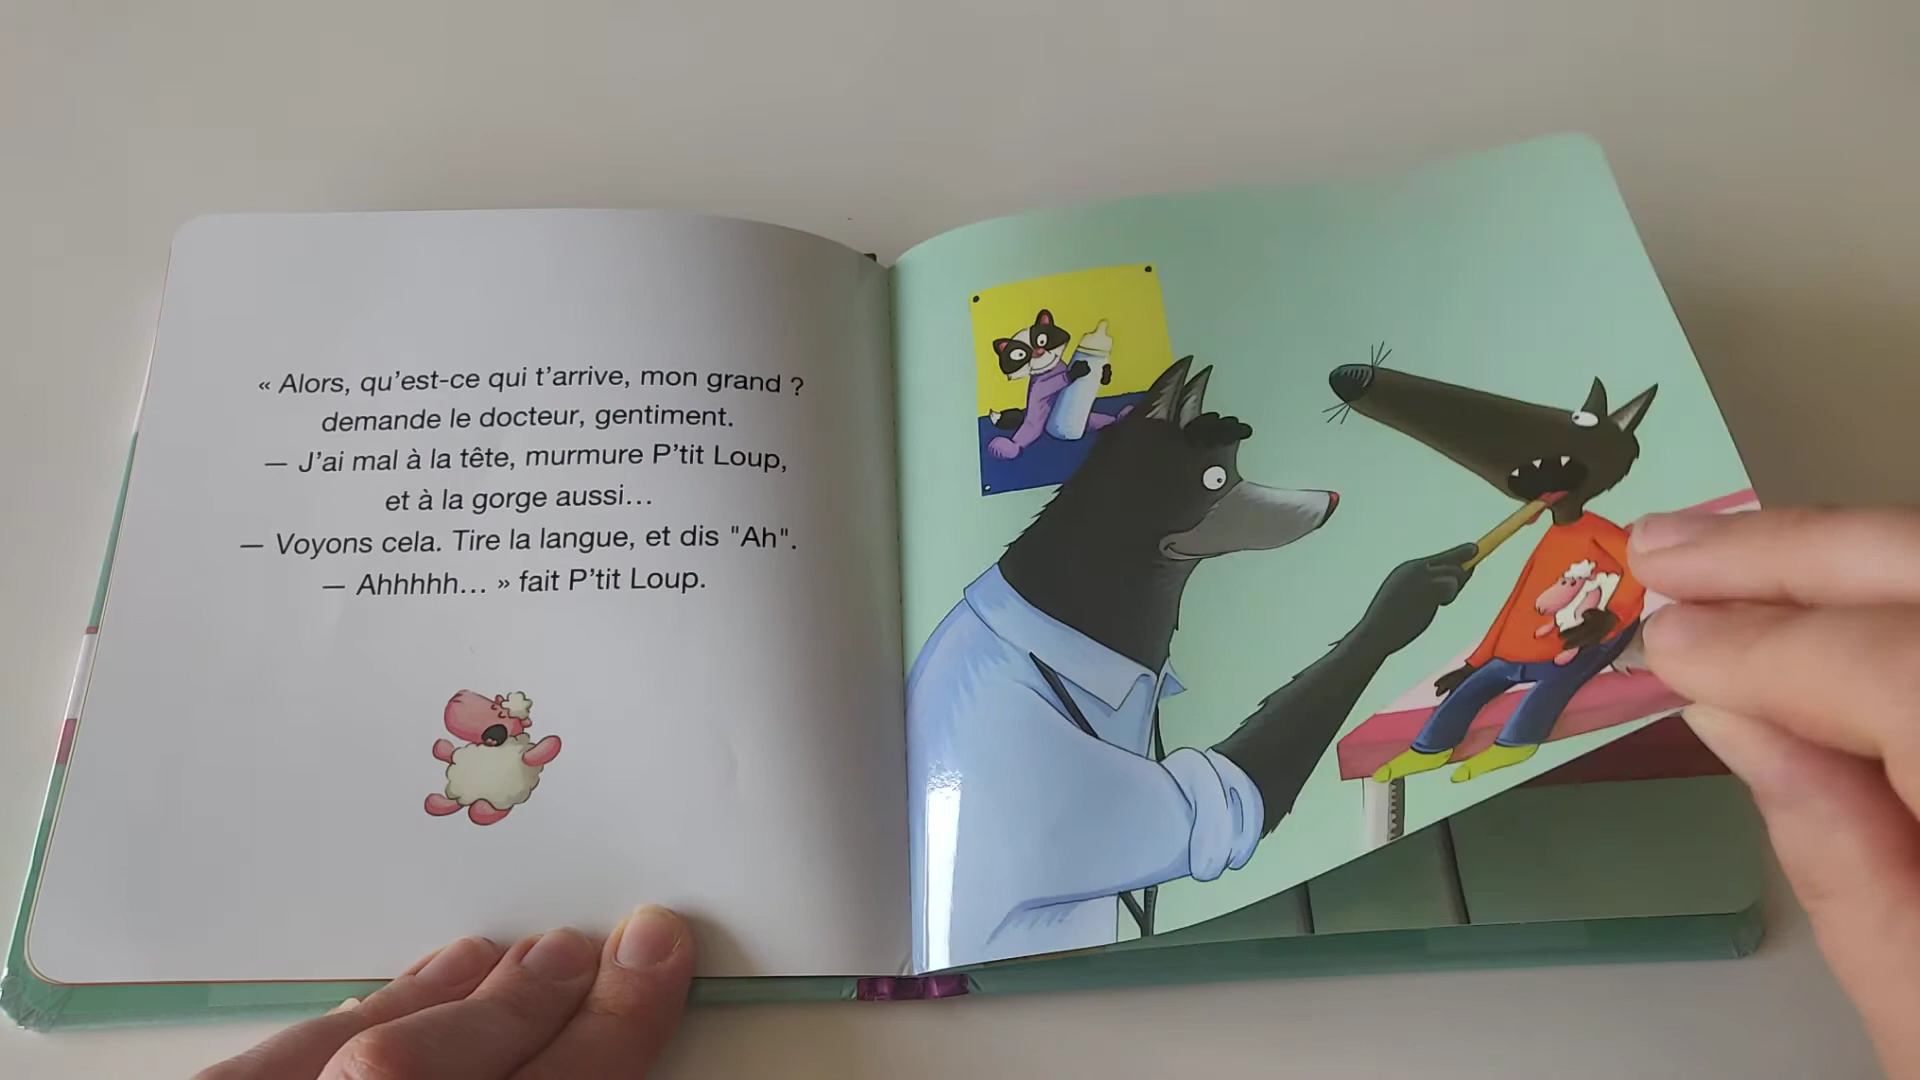 « Alors, qu’est-ce qui t’arrive, mon grand ?
demande le docteur, gentiment.
— J’ai mal à la tête, murmure P’tit Loup,
et à la gorge aussi…
— Voyons cela. Tire la langue, et dis "Ah".
— Ahhhhh… » fait P’tit Loup.